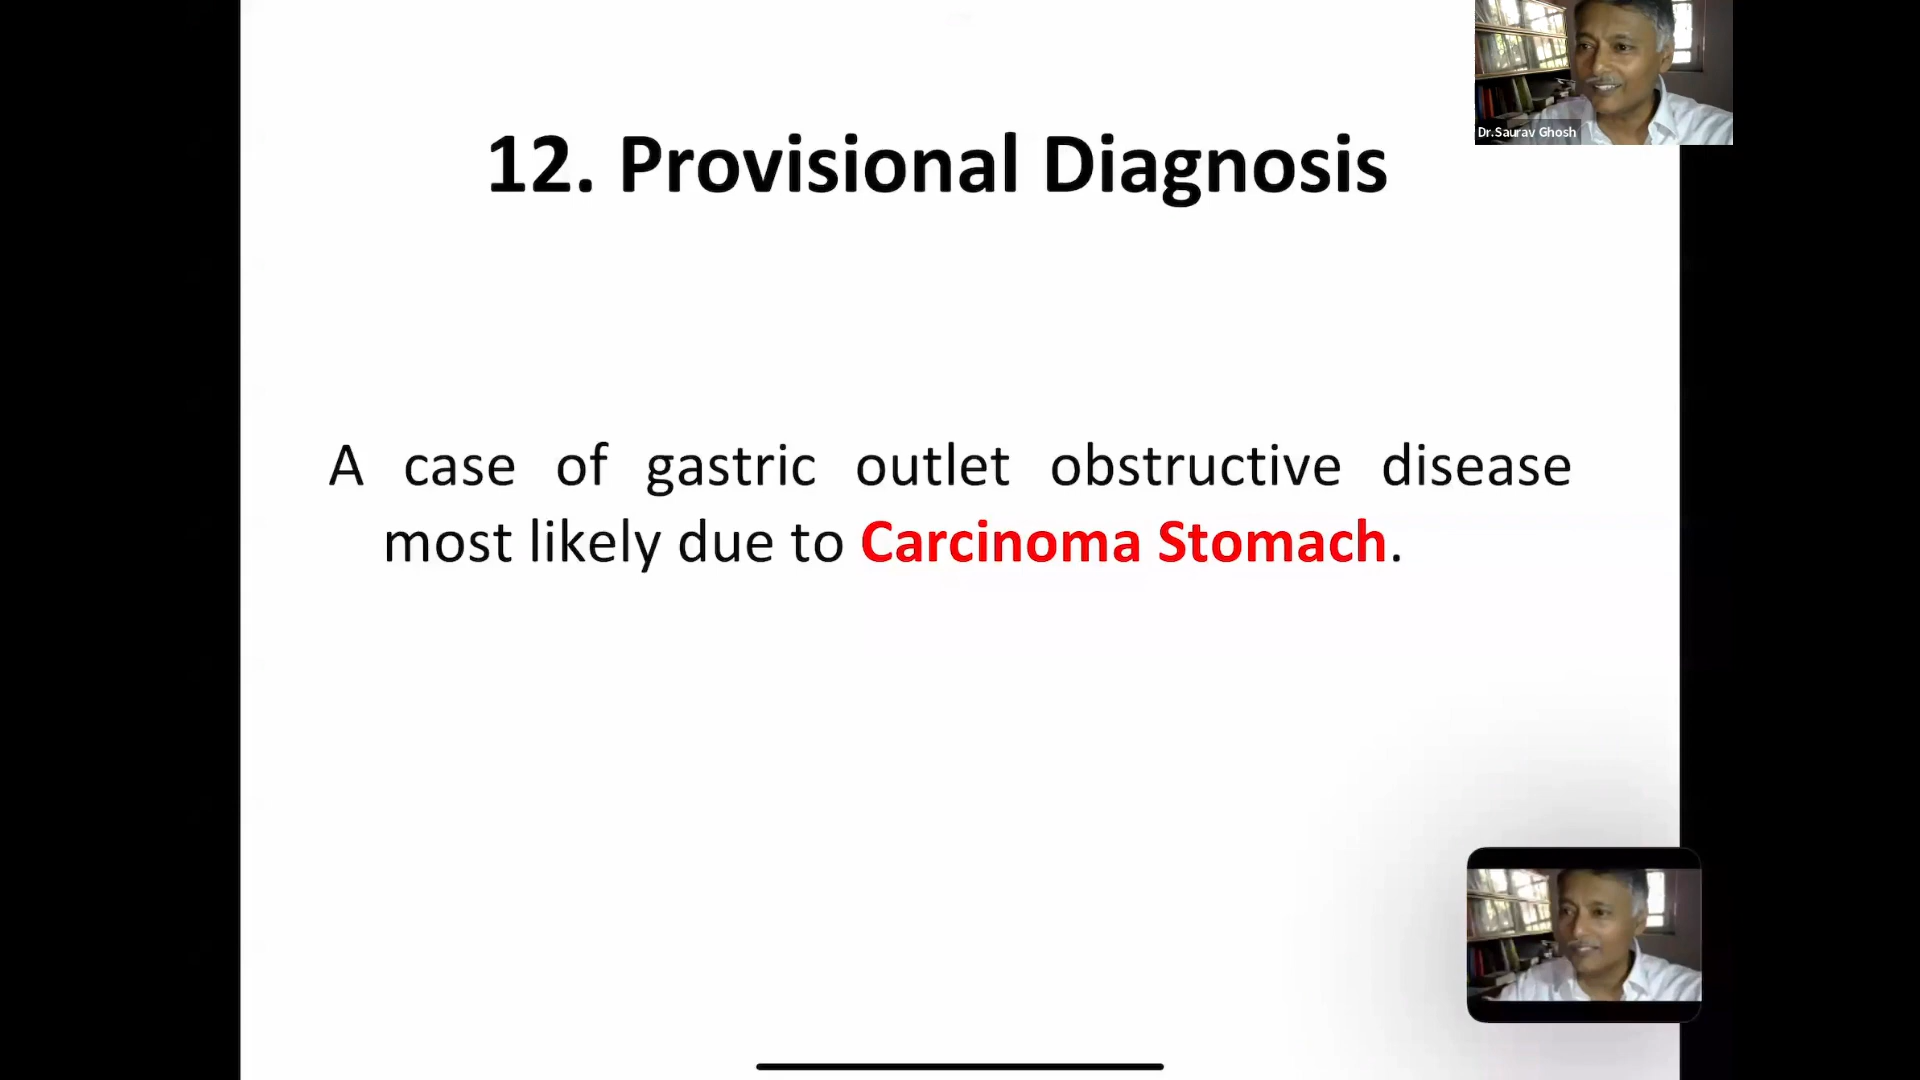 12. Provisional Diagnosis
A case of gastric outlet obstructive disease
most likely due to Carcinoma Stomach.
Dr.Saurav Ghosh